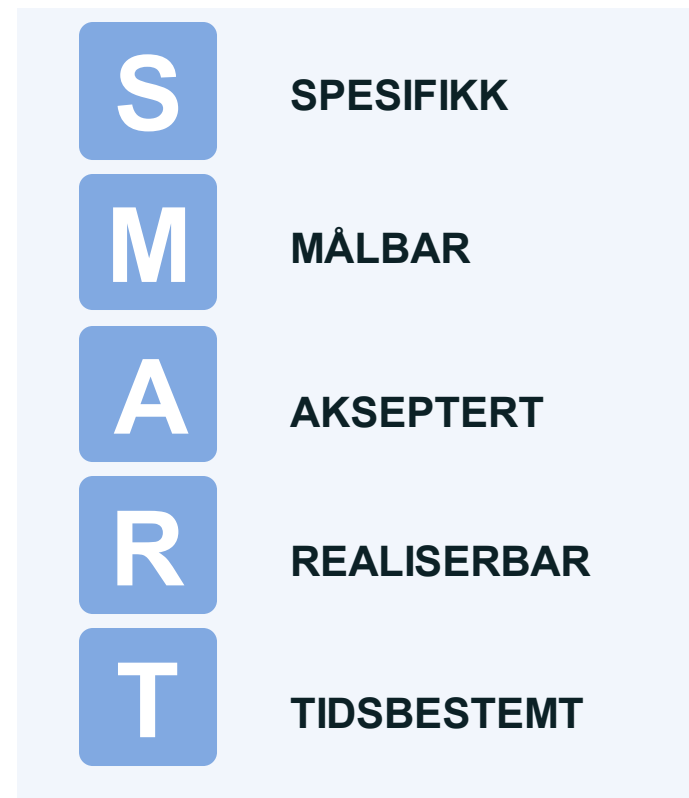 S SPESIFIKK
M MÅLBAR
A AKSEPTERT
R REALISERBAR
T TIDSBESTEMT